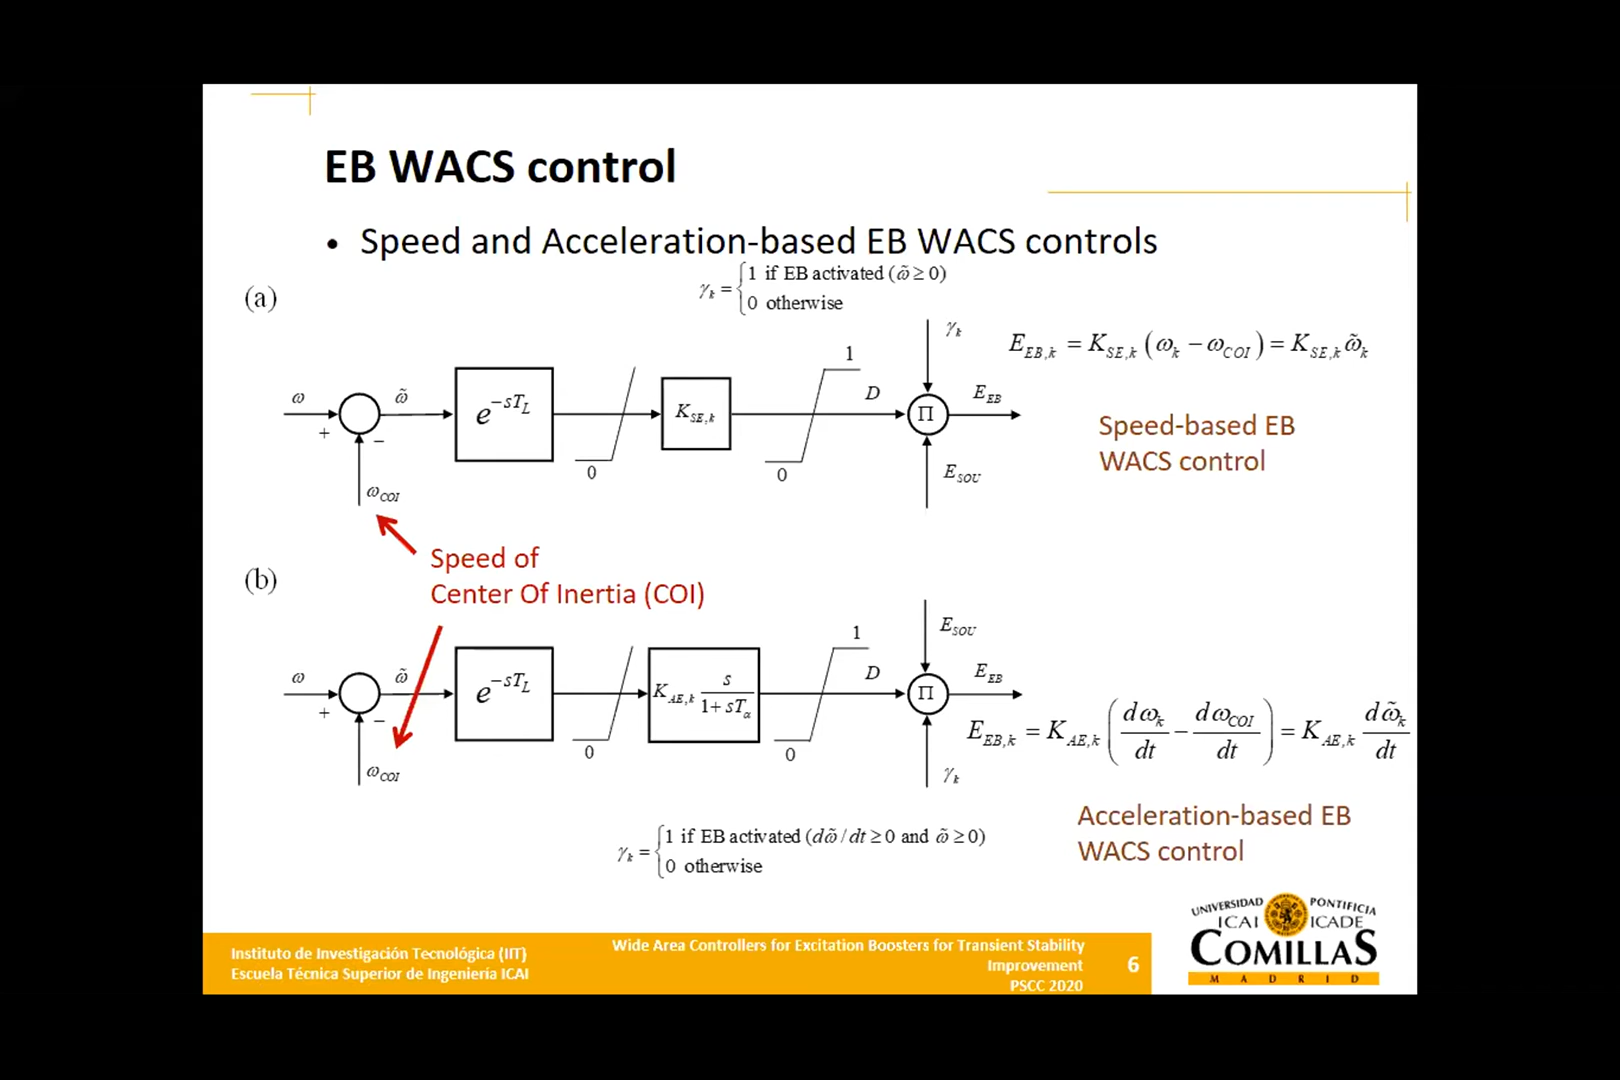 EB WACS control
• Speed and Acceleration-based EB WACS controls
(a)
γk = { 1 if EB activated (ω̃ ≥ 0)
0 otherwise
ω + − ω̃ ωCOI
e^−sTL
0
KSE,k
0 1
D
γk
Π
ESOU
EEB
EEB,k = KSE,k (ωk − ωCOI) = KSE,k ω̃k
Speed-based EB
WACS control
Speed of
Center Of Inertia (COI)
(b)
ω + − ω̃ ωCOI
e^−sTL
0
KAE,k s / 1 + sTα
0 1
D
ESOU
Π
γk
EEB
EEB,k = KAE,k (dωk/dt − dωCOI/dt) = KAE,k dω̃k/dt
γk = { 1 if EB activated (dω̃ / dt ≥ 0 and ω̃ ≥ 0)
0 otherwise
Acceleration-based EB
WACS control
Instituto de Investigación Tecnológica (IIT)
Escuela Técnica Superior de Ingeniería ICAI
Wide Area Controllers for Excitation Boosters for Transient Stability
Improvement
PSCC 2020
6
UNIVERSIDAD PONTIFICIA
ICAI ICADE
COMILLAS
MADRID